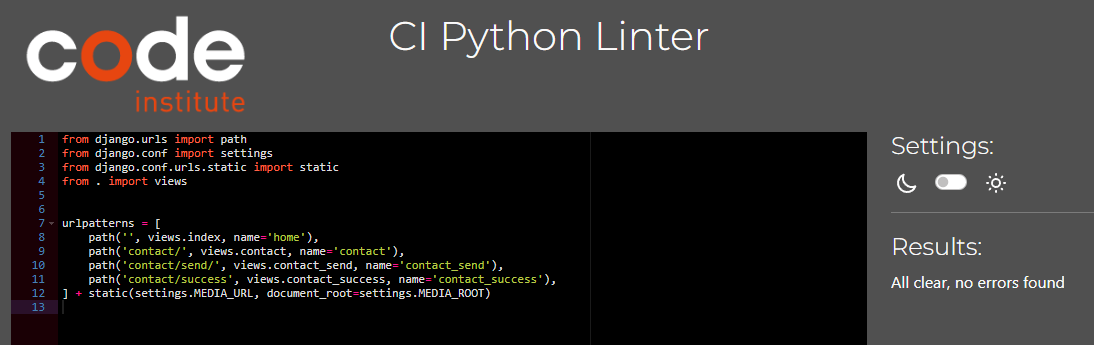 code
institute
CI Python Linter
1 from django.urls import path
2 from django.conf import settings
3 from django.conf.urls.static import static
4 from . import views
5
6
7 urlpatterns = [
8     path('', views.index, name='home'),
9     path('contact/', views.contact, name='contact'),
10     path('contact/send/', views.contact_send, name='contact_send'),
11     path('contact/success', views.contact_success, name='contact_success'),
12 ] + static(settings.MEDIA_URL, document_root=settings.MEDIA_ROOT)
13
Settings:
Results:
All clear, no errors found